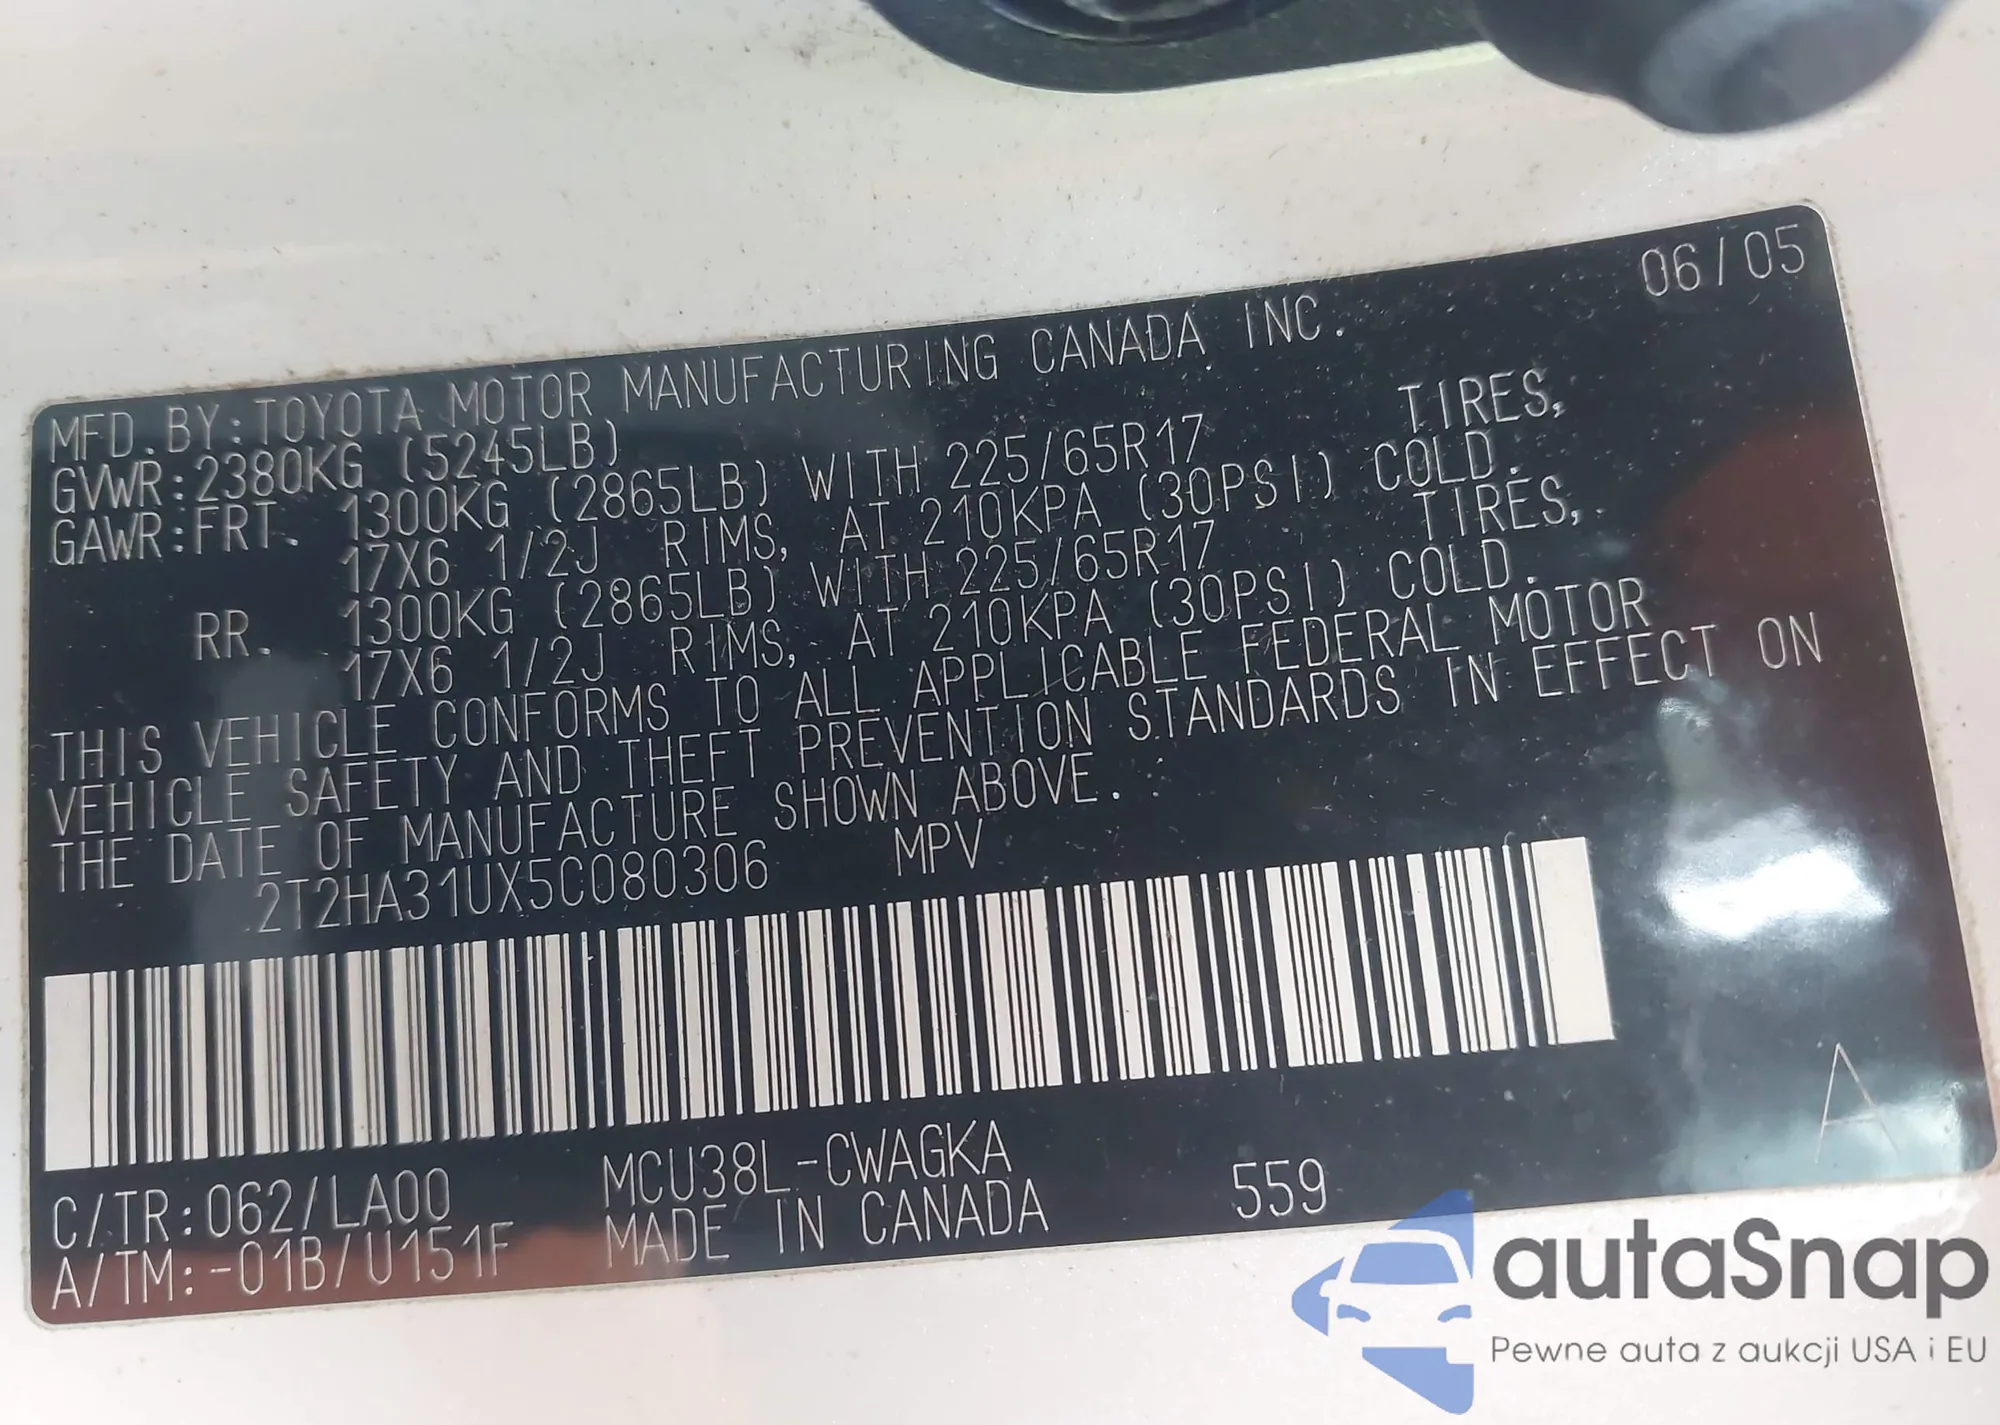 06/05
MFD.BY:TOYOTA MOTOR MANUFACTURING CANADA INC.
GVWR:2380KG (5245LB)
GAWR:FRT. 1300KG (2865LB) WITH 225/65R17 TIRES,
17X6 1/2J RIMS, AT 210KPA (30PSI) COLD.
RR. 1300KG (2865LB) WITH 225/65R17 TIRES,
17X6 1/2J RIMS, AT 210KPA (30PSI) COLD.
THIS VEHICLE CONFORMS TO ALL APPLICABLE FEDERAL MOTOR
VEHICLE SAFETY AND THEFT PREVENTION STANDARDS IN EFFECT ON
THE DATE OF MANUFACTURE SHOWN ABOVE.
2T2HA31UX5C080306 MPV
C/TR:062/LA00 MCU38L-CWAGKA
A/TM:-01B/U151F MADE IN CANADA 559
A
autaSnap
Pewne auta z aukcji USA i EU